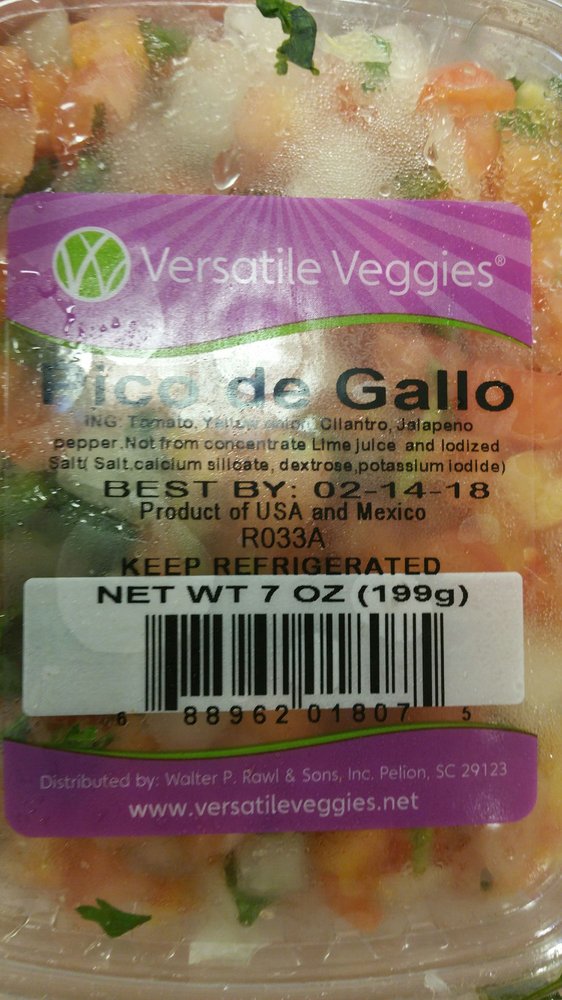 Versatile Veggies®
Pico de Gallo
ING: Tomato, Yellow onion, Cilantro, Jalapeno
pepper.Not from concentrate Lime juice and Iodized
Salt( Salt.calcium silicate, dextrose,potassium iodide)
BEST BY: 02-14-18
Product of USA and Mexico
R033A
KEEP REFRIGERATED
NET WT 7 OZ (199g)
6 88962 01807 5
Distributed by: Walter P. Rawl & Sons, Inc. Pelion, SC 29123
www.versatileveggies.net